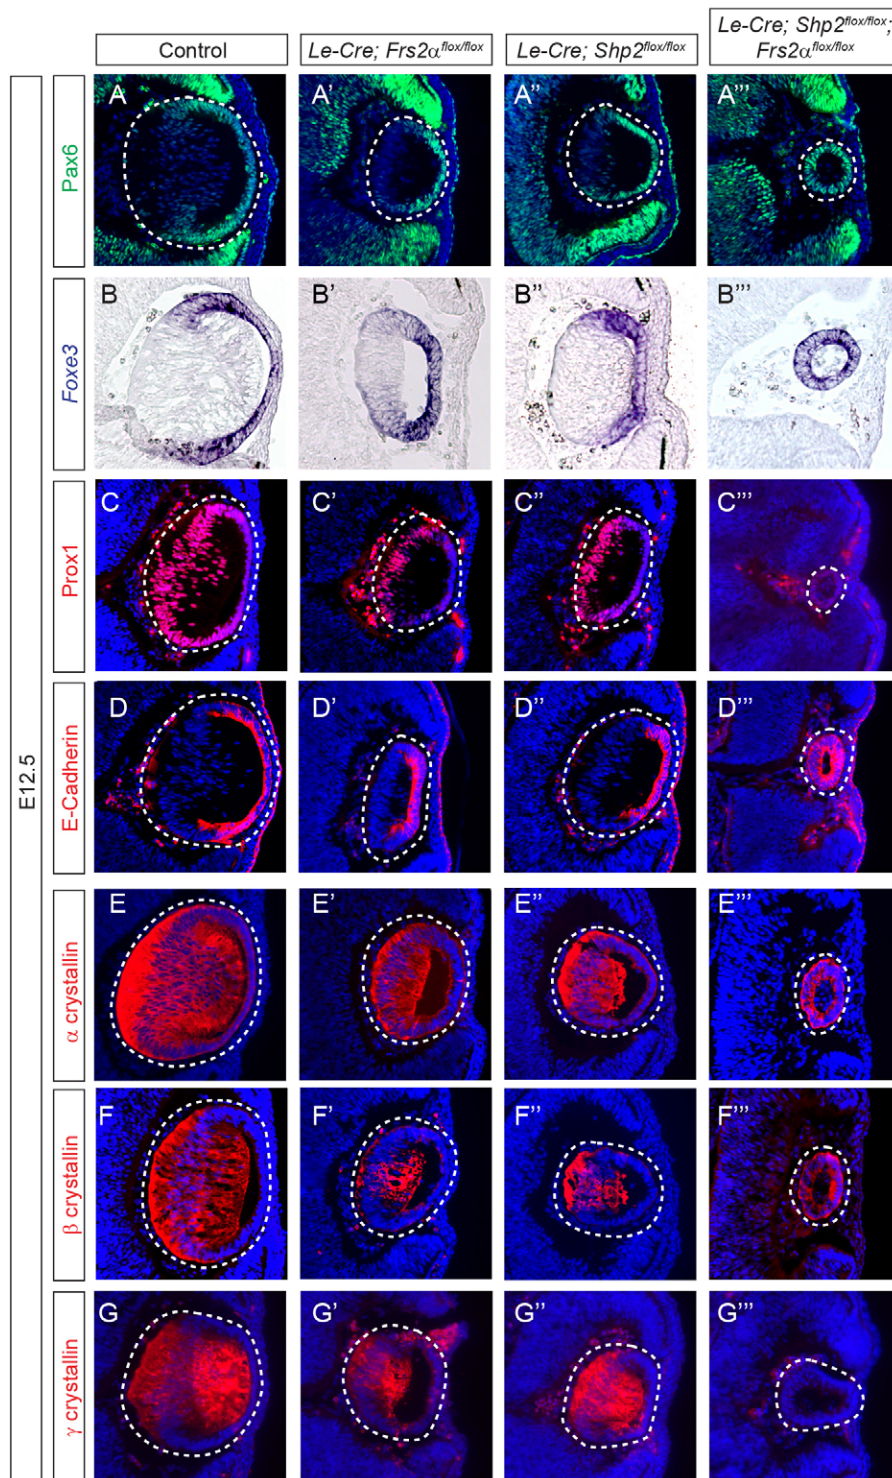 Control
Le-Cre; Frs2α^flox/flox
Le-Cre; Shp2^flox/flox
Le-Cre; Shp2^flox/flox;
Frs2α^flox/flox
E12.5
Pax6
A
A'
A''
A'''
Foxe3
B
B'
B''
B'''
Prox1
C
C'
C''
C'''
E-Cadherin
D
D'
D''
D'''
α crystallin
E
E'
E''
E'''
β crystallin
F
F'
F''
F'''
γ crystallin
G
G'
G''
G'''